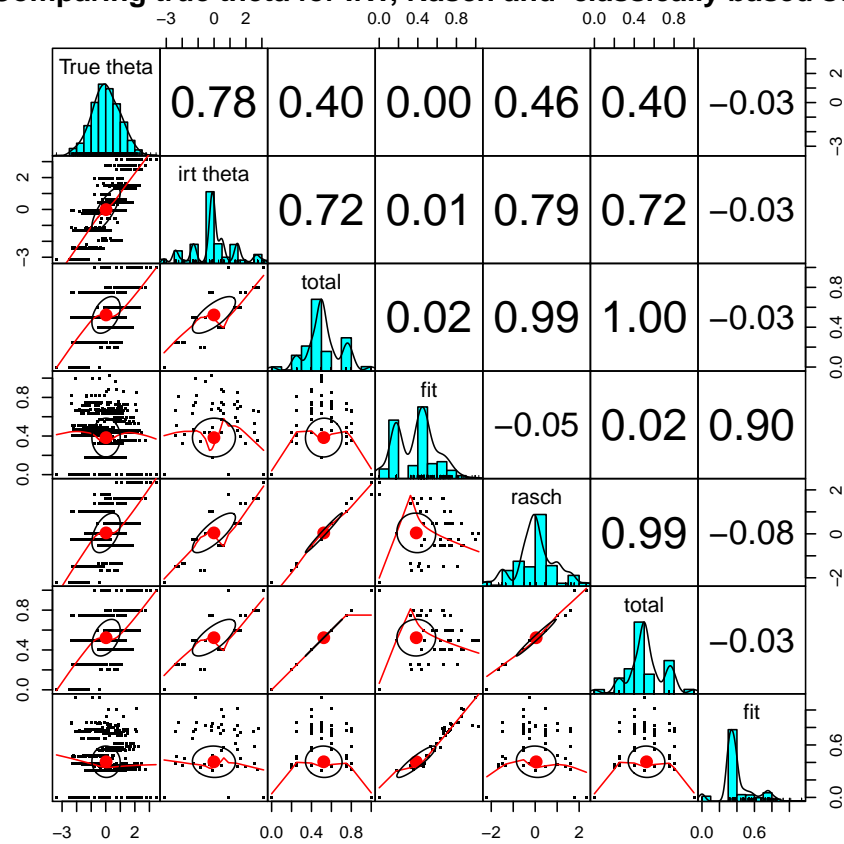 Comparing true theta for IRT, Rasch and classically based
−3 0 2 0.0 0.4 0.8 0.0 0.4 0.8
True theta 0.78 0.40 0.00 0.46 0.40 −0.03
−3 0 2
irt theta 0.72 0.01 0.79 0.72 −0.03
−3 0 2
total 0.02 0.99 1.00 −0.03
0.0 0.4 0.8
fit −0.05 0.02 0.90
0.0 0.4 0.8
rasch 0.99 −0.08
−2 0 2
total −0.03
0.0 0.4 0.8
fit
0.0 0.6
−3 0 2 0.0 0.4 0.8 −2 0 2 0.0 0.6